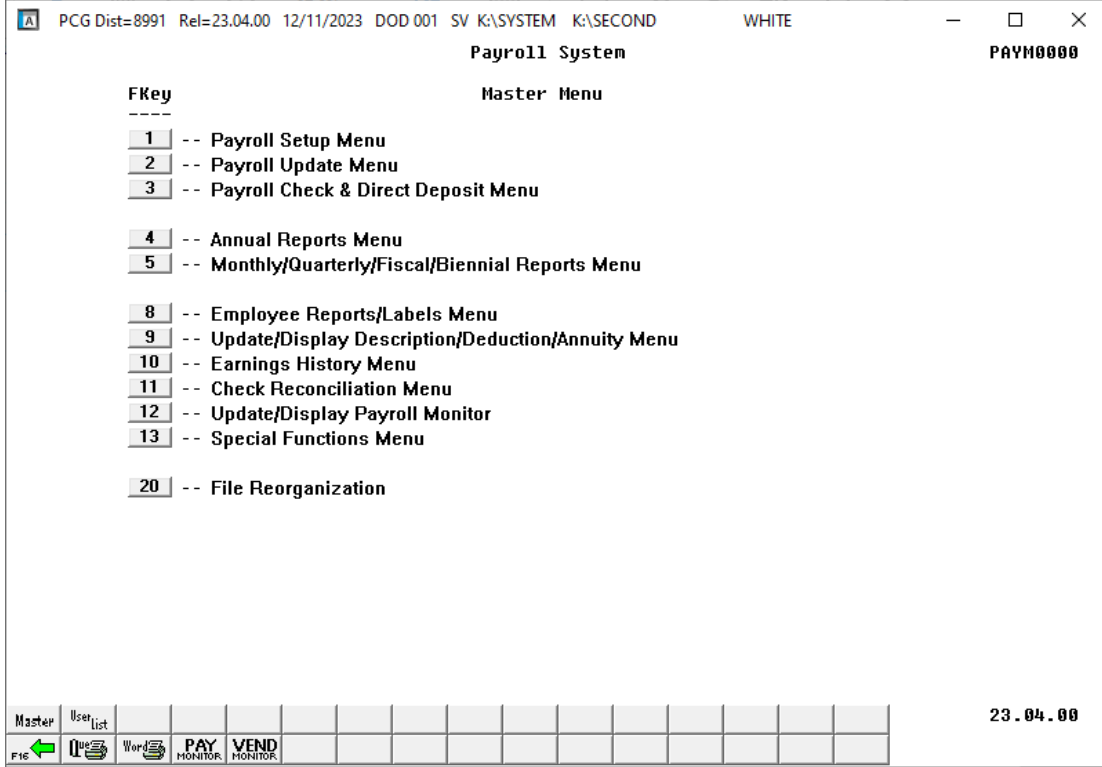 A PCG Dist=8991 Rel=23.04.00 12/11/2023 DOD 001 SV K:\SYSTEM K:\SECOND WHITE
Payroll System PAYM0000
FKey Master Menu
----
1 -- Payroll Setup Menu
2 -- Payroll Update Menu
3 -- Payroll Check & Direct Deposit Menu
4 -- Annual Reports Menu
5 -- Monthly/Quarterly/Fiscal/Biennial Reports Menu
8 -- Employee Reports/Labels Menu
9 -- Update/Display Description/Deduction/Annuity Menu
10 -- Earnings History Menu
11 -- Check Reconciliation Menu
12 -- Update/Display Payroll Monitor
13 -- Special Functions Menu
20 -- File Reorganization
Master User List 23.04.00
F16 Que Word PAY MONITOR VEND MONITOR